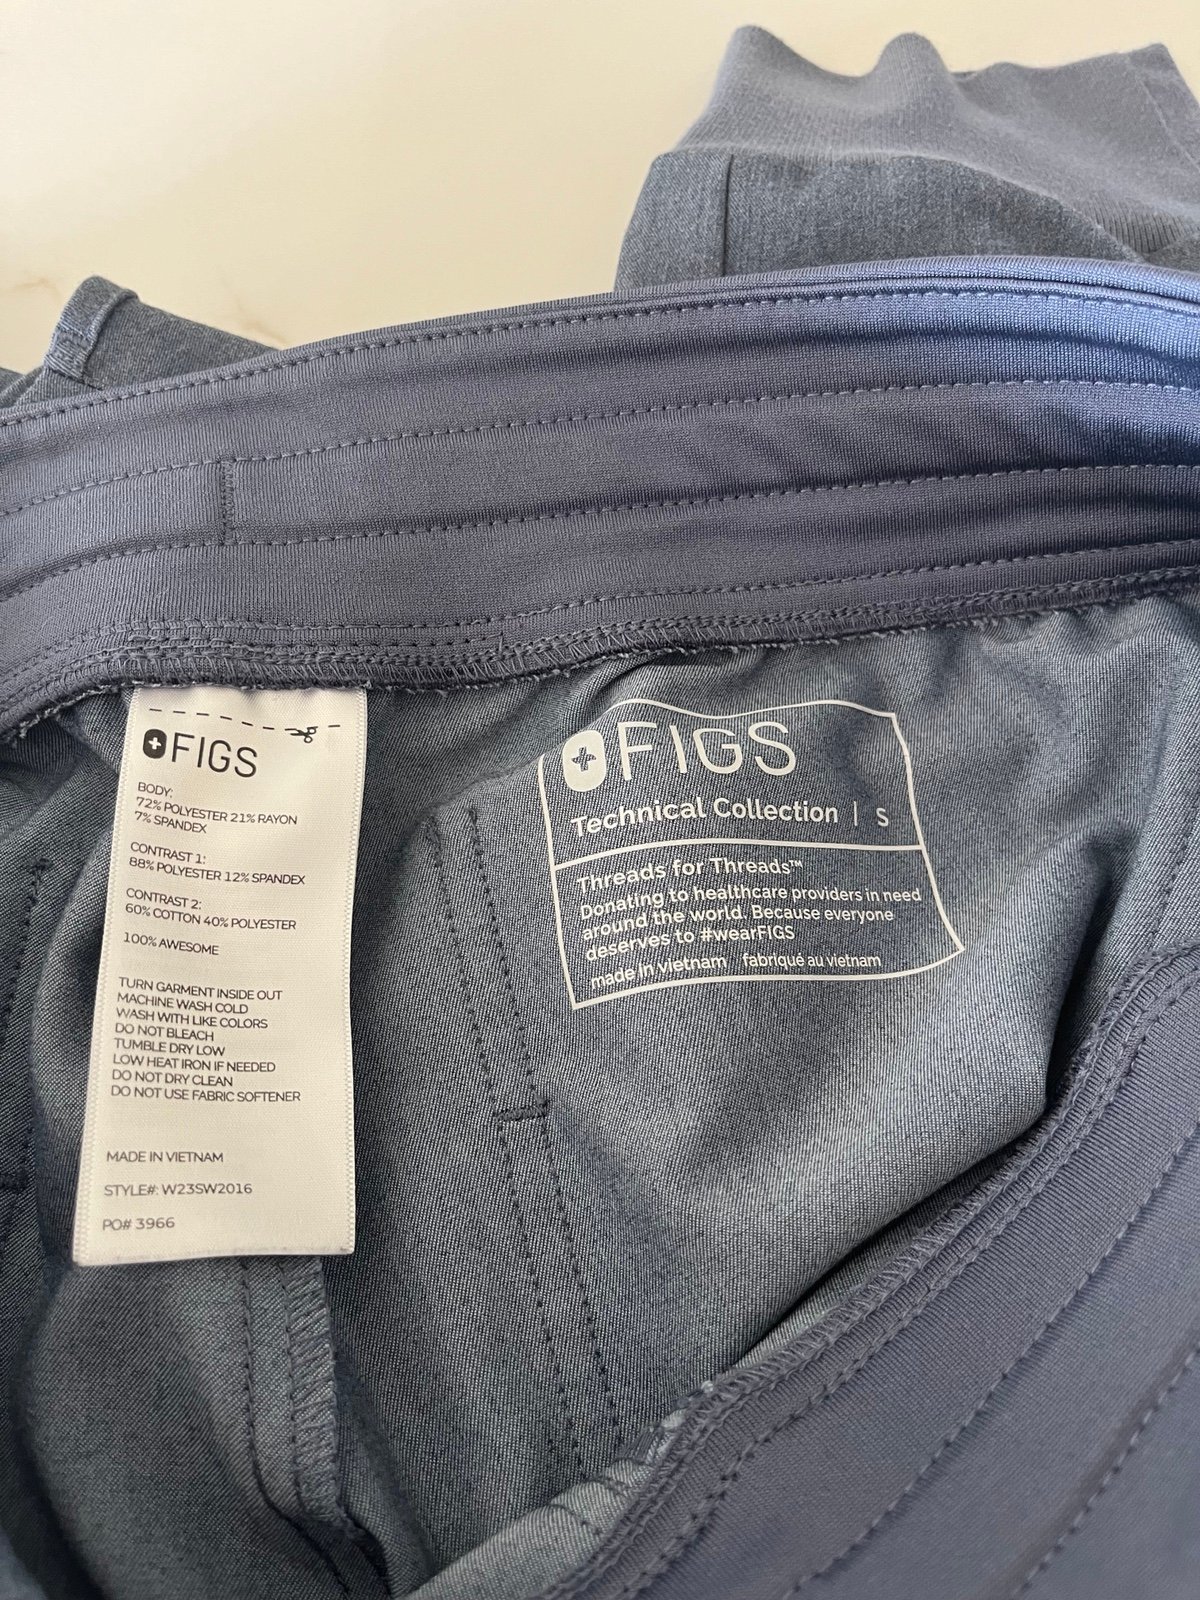 FIGS
BODY:
72% POLYESTER 21% RAYON
7% SPANDEX
CONTRAST 1:
88% POLYESTER 12% SPANDEX
CONTRAST 2:
60% COTTON 40% POLYESTER
100% AWESOME
TURN GARMENT INSIDE OUT
MACHINE WASH COLD
WASH WITH LIKE COLORS
DO NOT BLEACH
TUMBLE DRY LOW
LOW HEAT IRON IF NEEDED
DO NOT DRY CLEAN
DO NOT USE FABRIC SOFTENER
MADE IN VIETNAM
STYLE#: W23SW2016
PO# 3966
FIGS
Technical Collection | S
Threads for Threads™
Donating to healthcare providers in need
around the world. Because everyone
deserves to #wearFIGS
made in vietnam fabriqué au vietnam